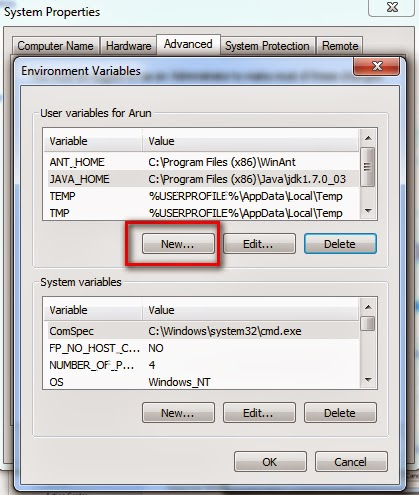 System Properties
Computer Name Hardware Advanced System Protection Remote
Environment Variables
User variables for Arun
Variable Value
ANT_HOME C:\Program Files (x86)\WinAnt
JAVA_HOME C:\Program Files (x86)\Java\jdk1.7.0_03
TEMP %USERPROFILE%\AppData\Local\Temp
TMP %USERPROFILE%\AppData\Local\Temp
New... Edit... Delete
System variables
Variable Value
ComSpec C:\Windows\system32\cmd.exe
FP_NO_HOST_C... NO
NUMBER_OF_P... 4
OS Windows_NT
New... Edit... Delete
OK Cancel